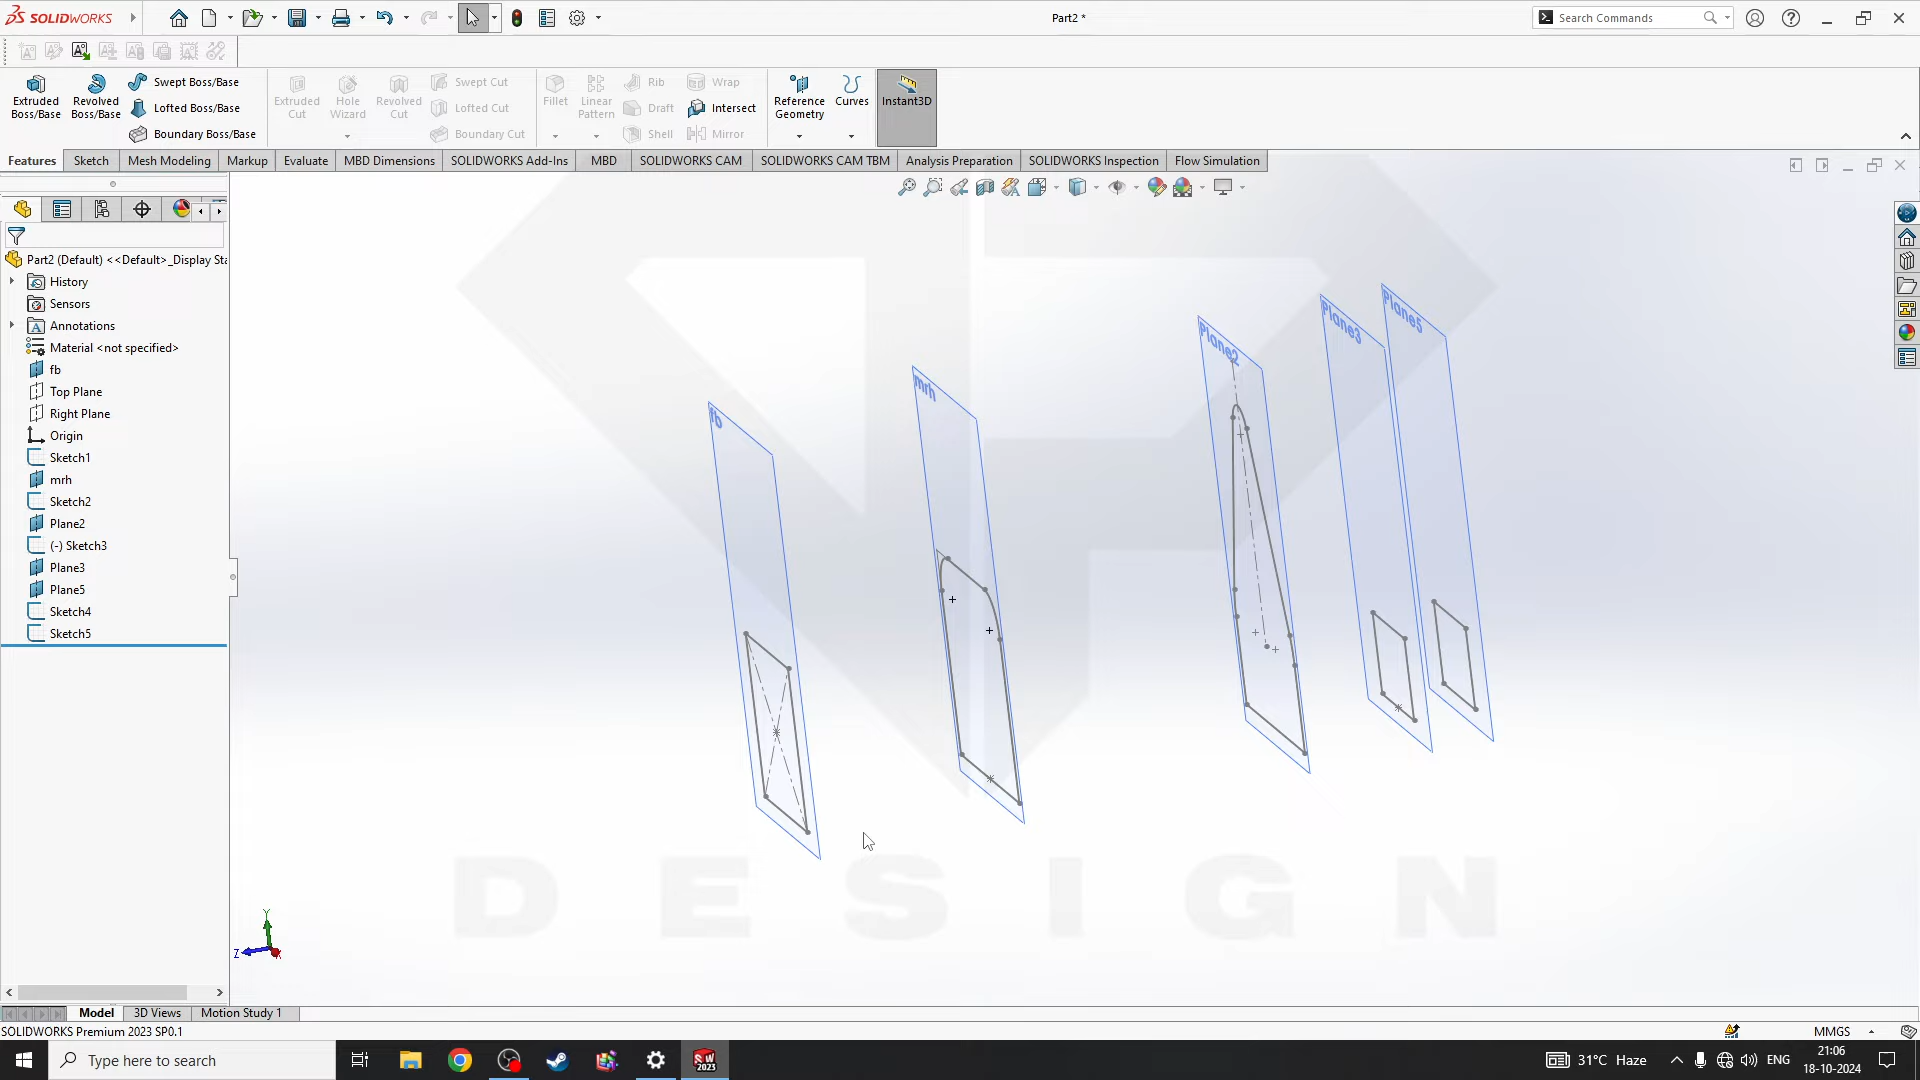 SOLIDWORKS
Part2 *
Search Commands
Extruded Boss/Base
Revolved Boss/Base
Swept Boss/Base
Lofted Boss/Base
Boundary Boss/Base
Extruded Cut
Hole Wizard
Revolved Cut
Swept Cut
Lofted Cut
Boundary Cut
Fillet
Linear Pattern
Rib
Draft
Shell
Wrap
Intersect
Mirror
Reference Geometry
Curves
Instant3D
Features
Sketch
Mesh Modeling
Markup
Evaluate
MBD Dimensions
SOLIDWORKS Add-Ins
MBD
SOLIDWORKS CAM
SOLIDWORKS CAM TBM
Analysis Preparation
SOLIDWORKS Inspection
Flow Simulation
Part2 (Default) <<Default>_Display Sta
History
Sensors
Annotations
Material <not specified>
fb
Top Plane
Right Plane
Origin
Sketch1
mrh
Sketch2
Plane2
(-) Sketch3
Plane3
Plane5
Sketch4
Sketch5
fb
mrh
Plane2
Plane3
Plane5
DESIGN
Y
Z
X
Model
3D Views
Motion Study 1
SOLIDWORKS Premium 2023 SP0.1
MMGS
Type here to search
SW
2023
31°C Haze
ENG
21:06
18-10-2024